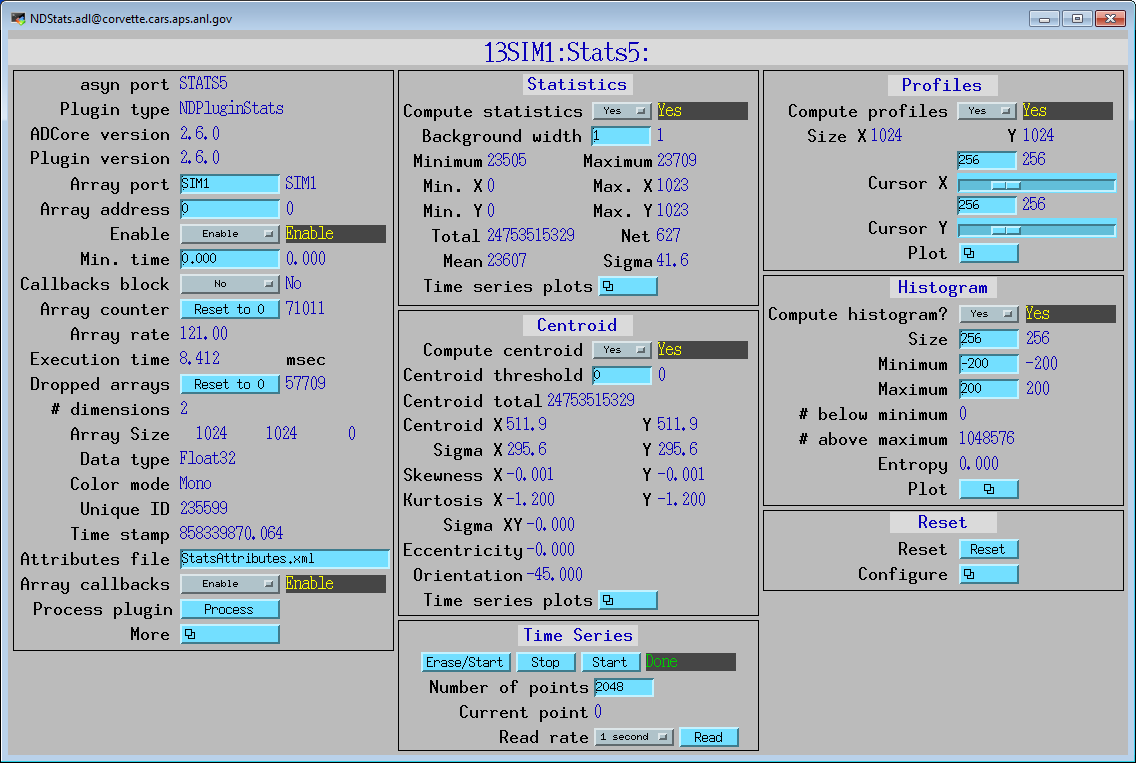 NDStats.adl@corvette.cars.aps.anl.gov
13SIM1:Stats5:
asyn port STATS5
Plugin type NDPluginStats
ADCore version 2.6.0
Plugin version 2.6.0
Array port SIM1 SIM1
Array address 0 0
Enable Enable Enable
Min. time 0.000 0.000
Callbacks block No No
Array counter Reset to 0 71011
Array rate 121.00
Execution time 8.412 msec
Dropped arrays Reset to 0 57709
# dimensions 2
Array Size 1024 1024 0
Data type Float32
Color mode Mono
Unique ID 235599
Time stamp 858339870.064
Attributes file StatsAttributes.xml
Array callbacks Enable Enable
Process plugin Process
More
Statistics
Compute statistics Yes Yes
Background width 1 1
Minimum 23505 Maximum 23709
Min. X 0 Max. X 1023
Min. Y 0 Max. Y 1023
Total 24753515329 Net 627
Mean 23607 Sigma 41.6
Time series plots
Centroid
Compute centroid Yes Yes
Centroid threshold 0 0
Centroid total 24753515329
Centroid X 511.9 Y 511.9
Sigma X 295.6 Y 295.6
Skewness X -0.001 Y -0.001
Kurtosis X -1.200 Y -1.200
Sigma XY -0.000
Eccentricity -0.000
Orientation -45.000
Time series plots
Time Series
Erase/Start Stop Start Done
Number of points 2048
Current point 0
Read rate 1 second Read
Profiles
Compute profiles Yes Yes
Size X 1024 Y 1024
256 256
Cursor X
256 256
Cursor Y
Plot
Histogram
Compute histogram? Yes Yes
Size 256 256
Minimum -200 -200
Maximum 200 200
# below minimum 0
# above maximum 1048576
Entropy 0.000
Plot
Reset
Reset Reset
Configure